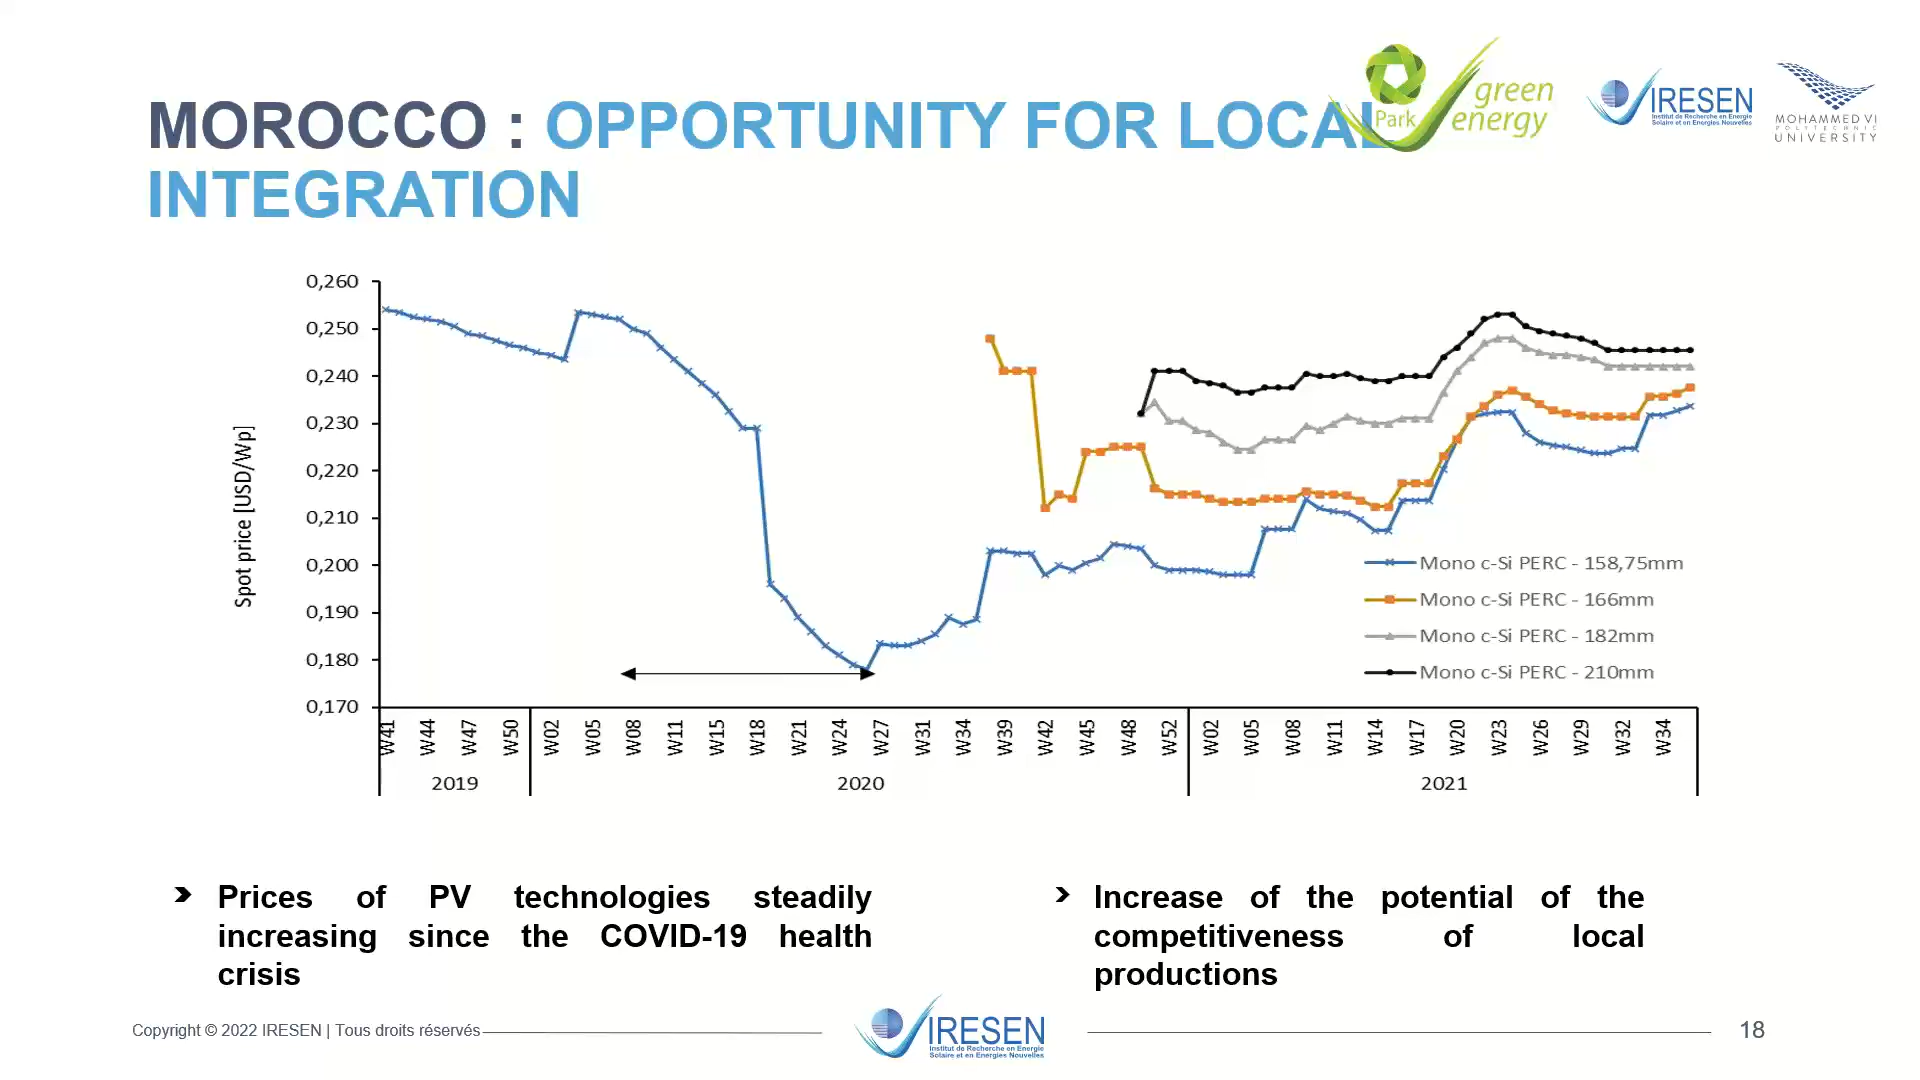 MOROCCO : OPPORTUNITY FOR LOCAL
INTEGRATION
Park
green
energy
IRESEN
Institut de Recherche en Energie
Solaire et en Energies Nouvelles
MOHAMMED VI
POLYTECHNIC
UNIVERSITY
Spot price [USD/Wp]
0,260
0,250
0,240
0,230
0,220
0,210
0,200
0,190
0,180
0,170
Mono c-Si PERC - 158,75mm
Mono c-Si PERC - 166mm
Mono c-Si PERC - 182mm
Mono c-Si PERC - 210mm
W41 W44 W47 W50 W02 W05 W08 W11 W15 W18 W21 W24 W27 W31 W34 W39 W42 W45 W48 W52 W02 W05 W08 W11 W14 W17 W20 W23 W26 W29 W32 W34
2019 2020 2021
Prices of PV technologies steadily
increasing since the COVID-19 health
crisis
Increase of the potential of the
competitiveness of local
productions
Copyright © 2022 IRESEN | Tous droits réservés
IRESEN
Institut de Recherche en Energie
Solaire et en Energies Nouvelles
18